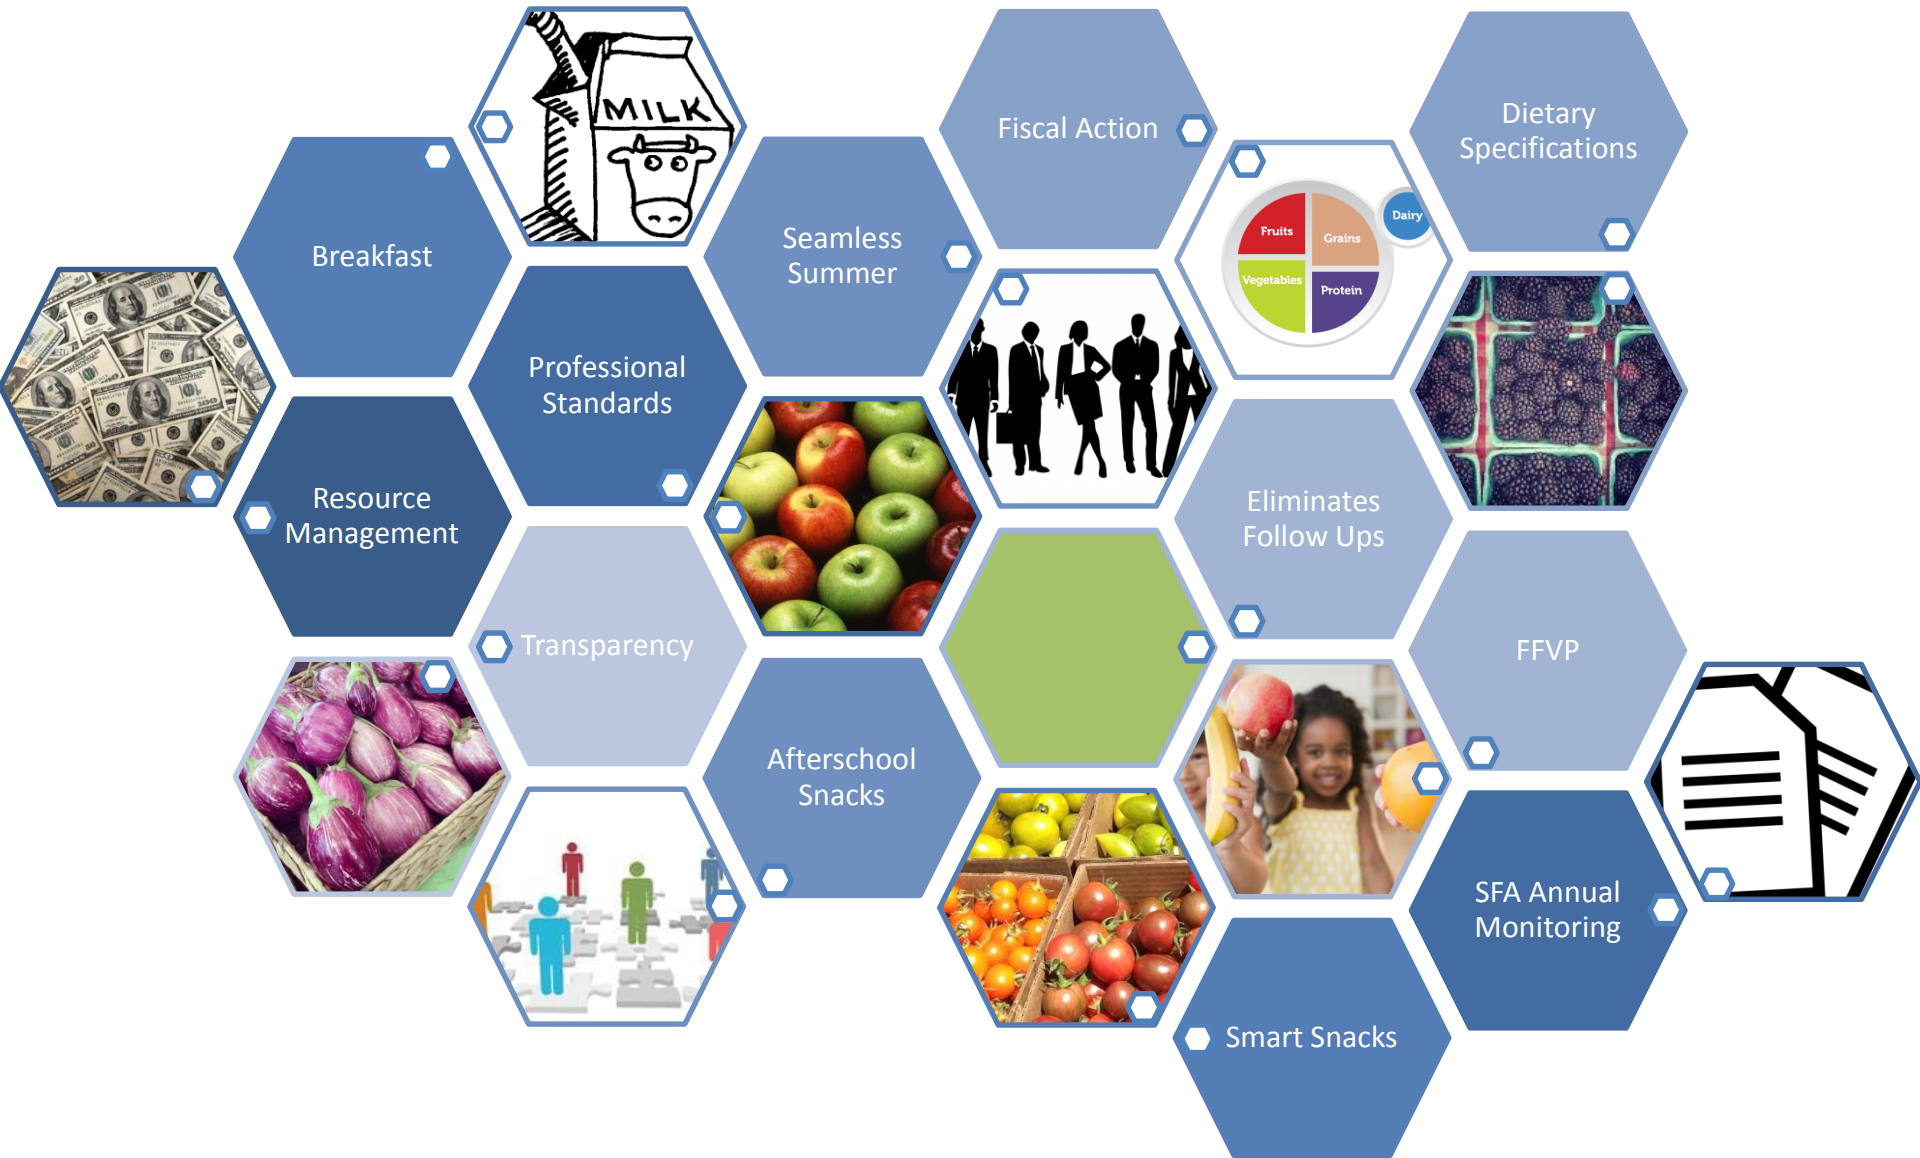 MILK
Fiscal Action
Dietary
Specifications
Breakfast
Seamless
Summer
Fruits
Grains
Dairy
Vegetables
Protein
Professional
Standards
Resource
Management
Eliminates
Follow Ups
Transparency
FFVP
Afterschool
Snacks
SFA Annual
Monitoring
Smart Snacks